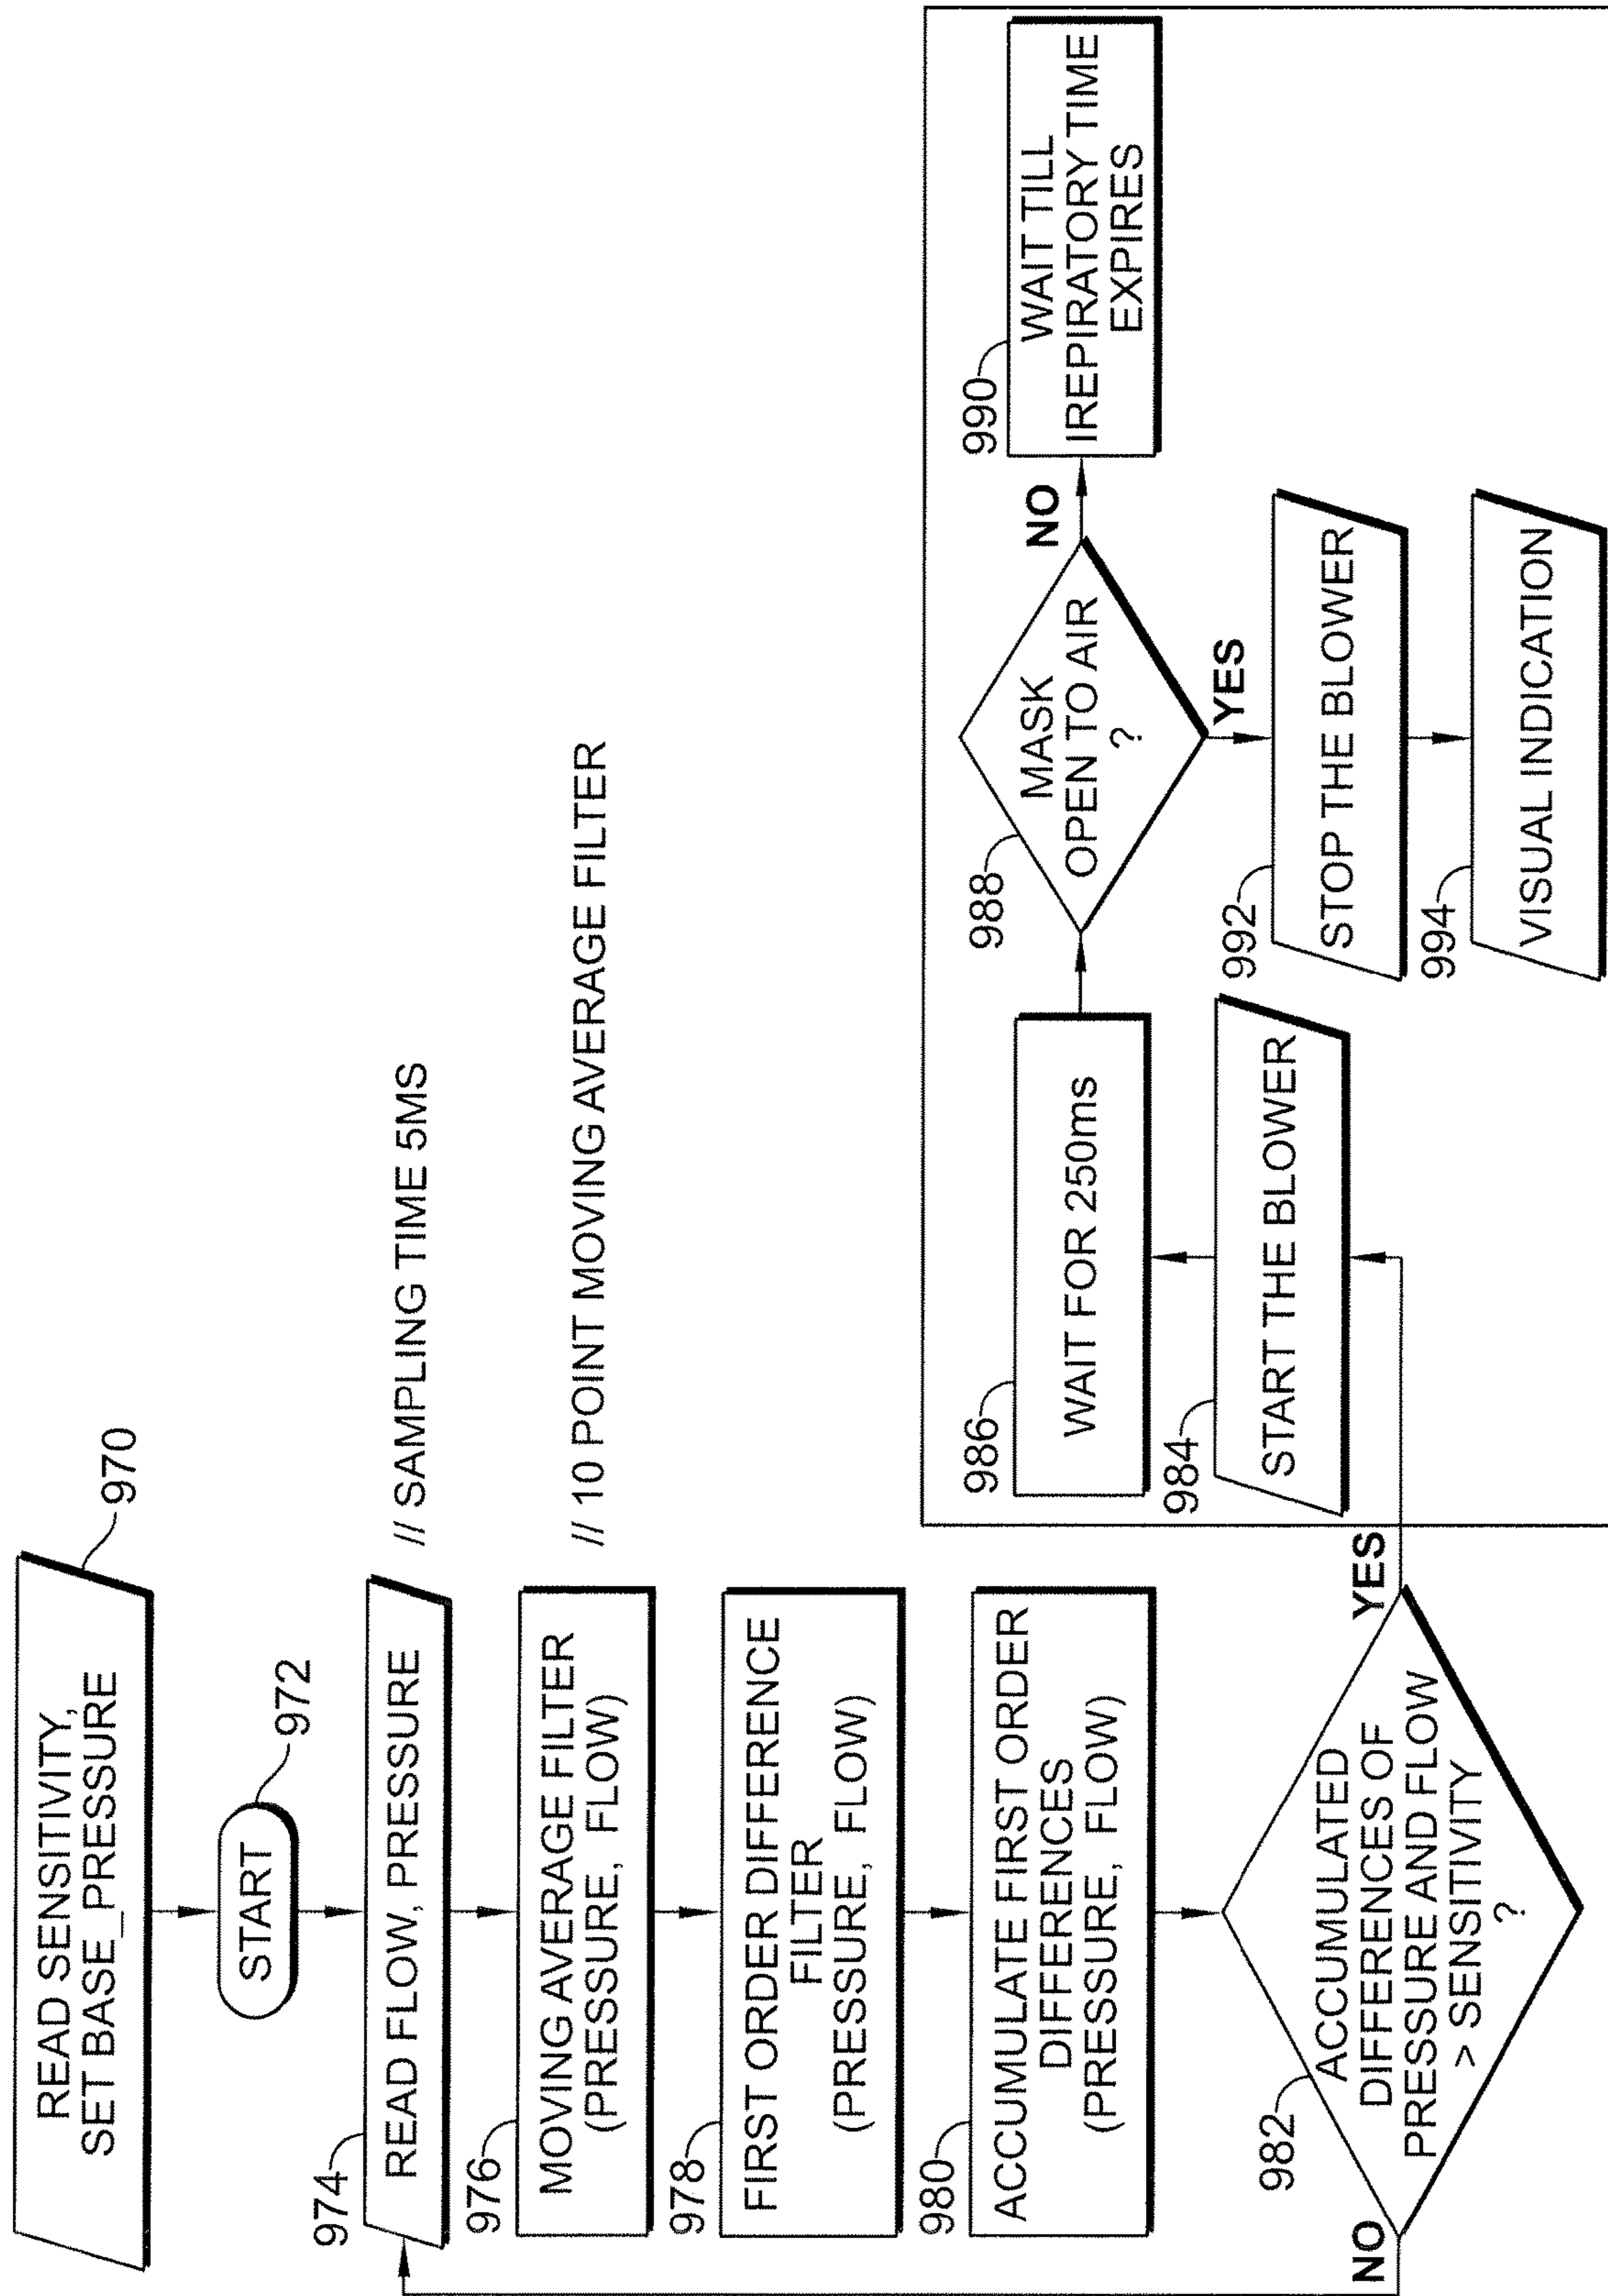 970
READ SENSITIVITY,
SET BASE_PRESSURE
972
START
974
READ FLOW, PRESSURE
// SAMPLING TIME 5MS
976
MOVING AVERAGE FILTER
(PRESSURE, FLOW)
// 10 POINT MOVING AVERAGE FILTER
978
FIRST ORDER DIFFERENCE
FILTER
(PRESSURE, FLOW)
980
ACCUMULATE FIRST ORDER
DIFFERENCES
(PRESSURE, FLOW)
982
ACCUMULATED
DIFFERENCES OF
PRESSURE AND FLOW
> SENSITIVITY
?
NO
YES
984
START THE BLOWER
986
WAIT FOR 250ms
988
MASK
OPEN TO AIR
?
NO
990
WAIT TILL
IREPIRATORY TIME
EXPIRES
YES
992
STOP THE BLOWER
994
VISUAL INDICATION